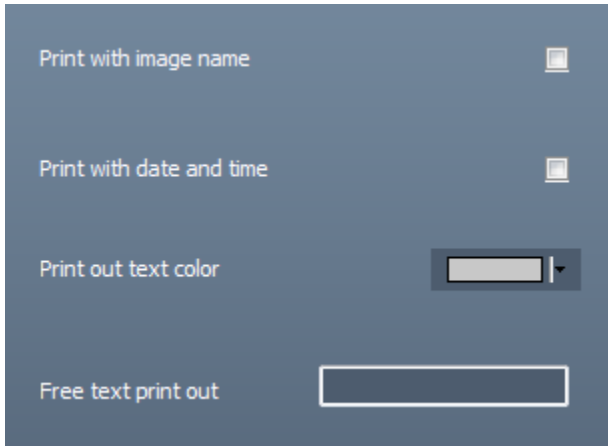 Print with image name
Print with date and time
Print out text color
Free text print out